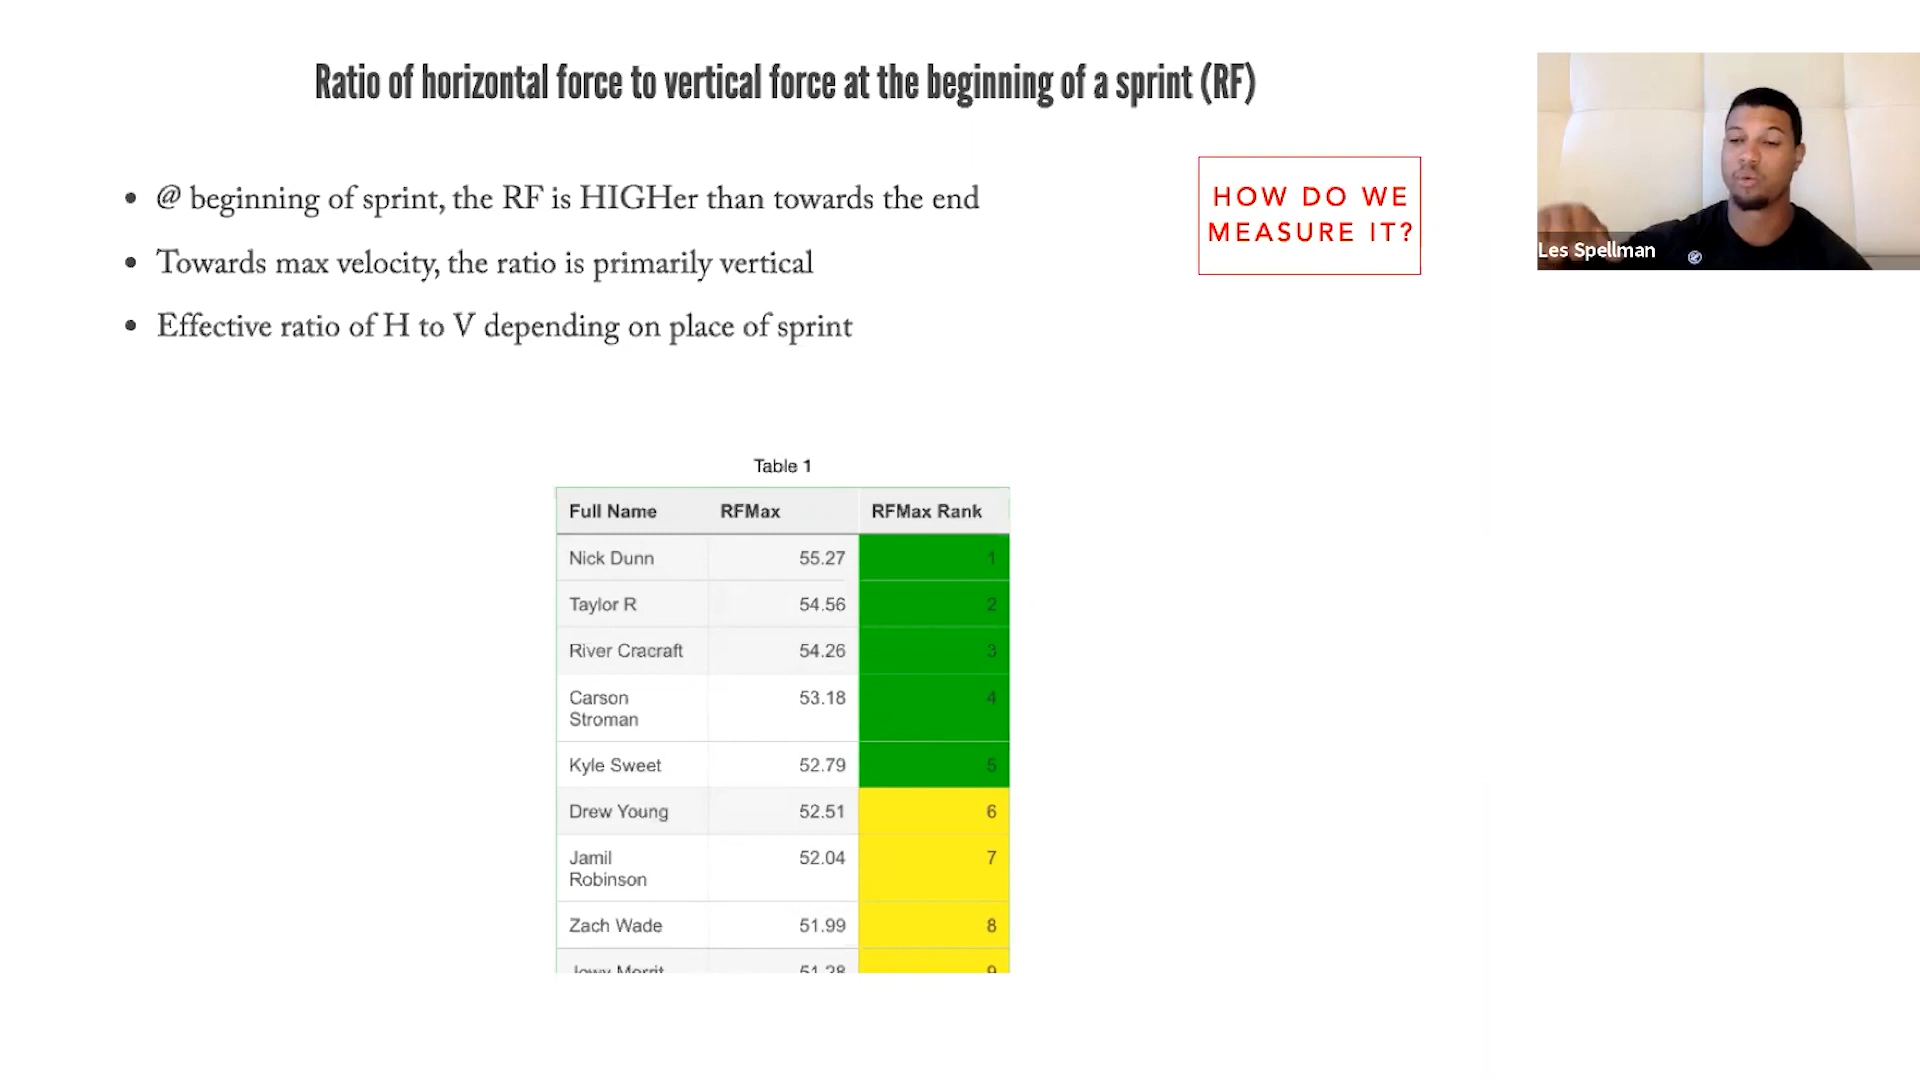 Ratio of horizontal force to vertical force at the beginning of a sprint (RF)
• @ beginning of sprint, the RF is HIGHer than towards the end
• Towards max velocity, the ratio is primarily vertical
• Effective ratio of H to V depending on place of sprint
HOW DO WE
MEASURE IT?
Les Spellman
Table 1
Full Name RFMax RFMax Rank
Nick Dunn 55.27 1
Taylor R 54.56 2
River Cracraft 54.26 3
Carson 53.18 4
Stroman
Kyle Sweet 52.79 5
Drew Young 52.51 6
Jamil 52.04 7
Robinson
Zach Wade 51.99 8
51.28 9